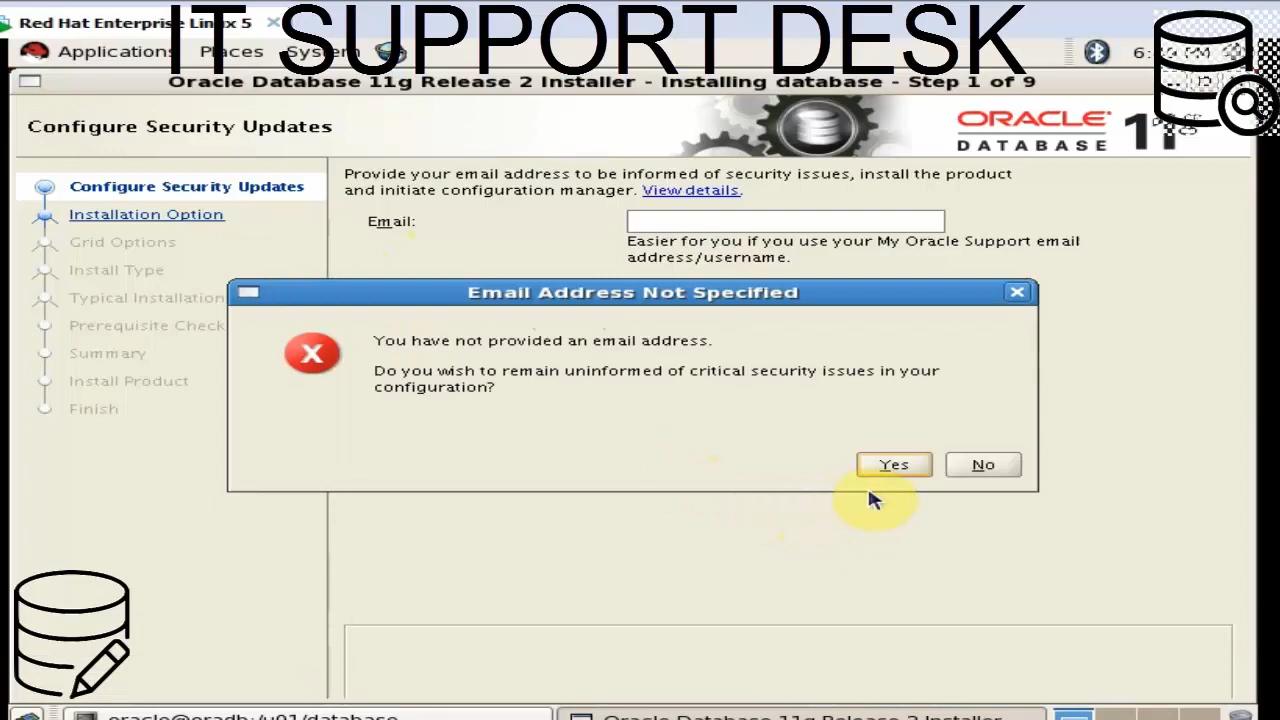 Red Hat Enterprise Linux 5
IT SUPPORT DESK
Applications Places System
Oracle Database 11g Release 2 Installer - Installing database - Step 1 of 9
Configure Security Updates
ORACLE
DATABASE
Configure Security Updates
Installation Option
Grid Options
Install Type
Typical Installation
Prerequisite Check
Summary
Install Product
Finish
Provide your email address to be informed of security issues, install the product
and initiate configuration manager. View details.
Email:
Easier for you if you use your My Oracle Support email
address/username.
Email Address Not Specified
You have not provided an email address.
Do you wish to remain uninformed of critical security issues in your
configuration?
Yes No
oracle@oradb:/u01/database
Oracle Database 11g Release 2 Installer